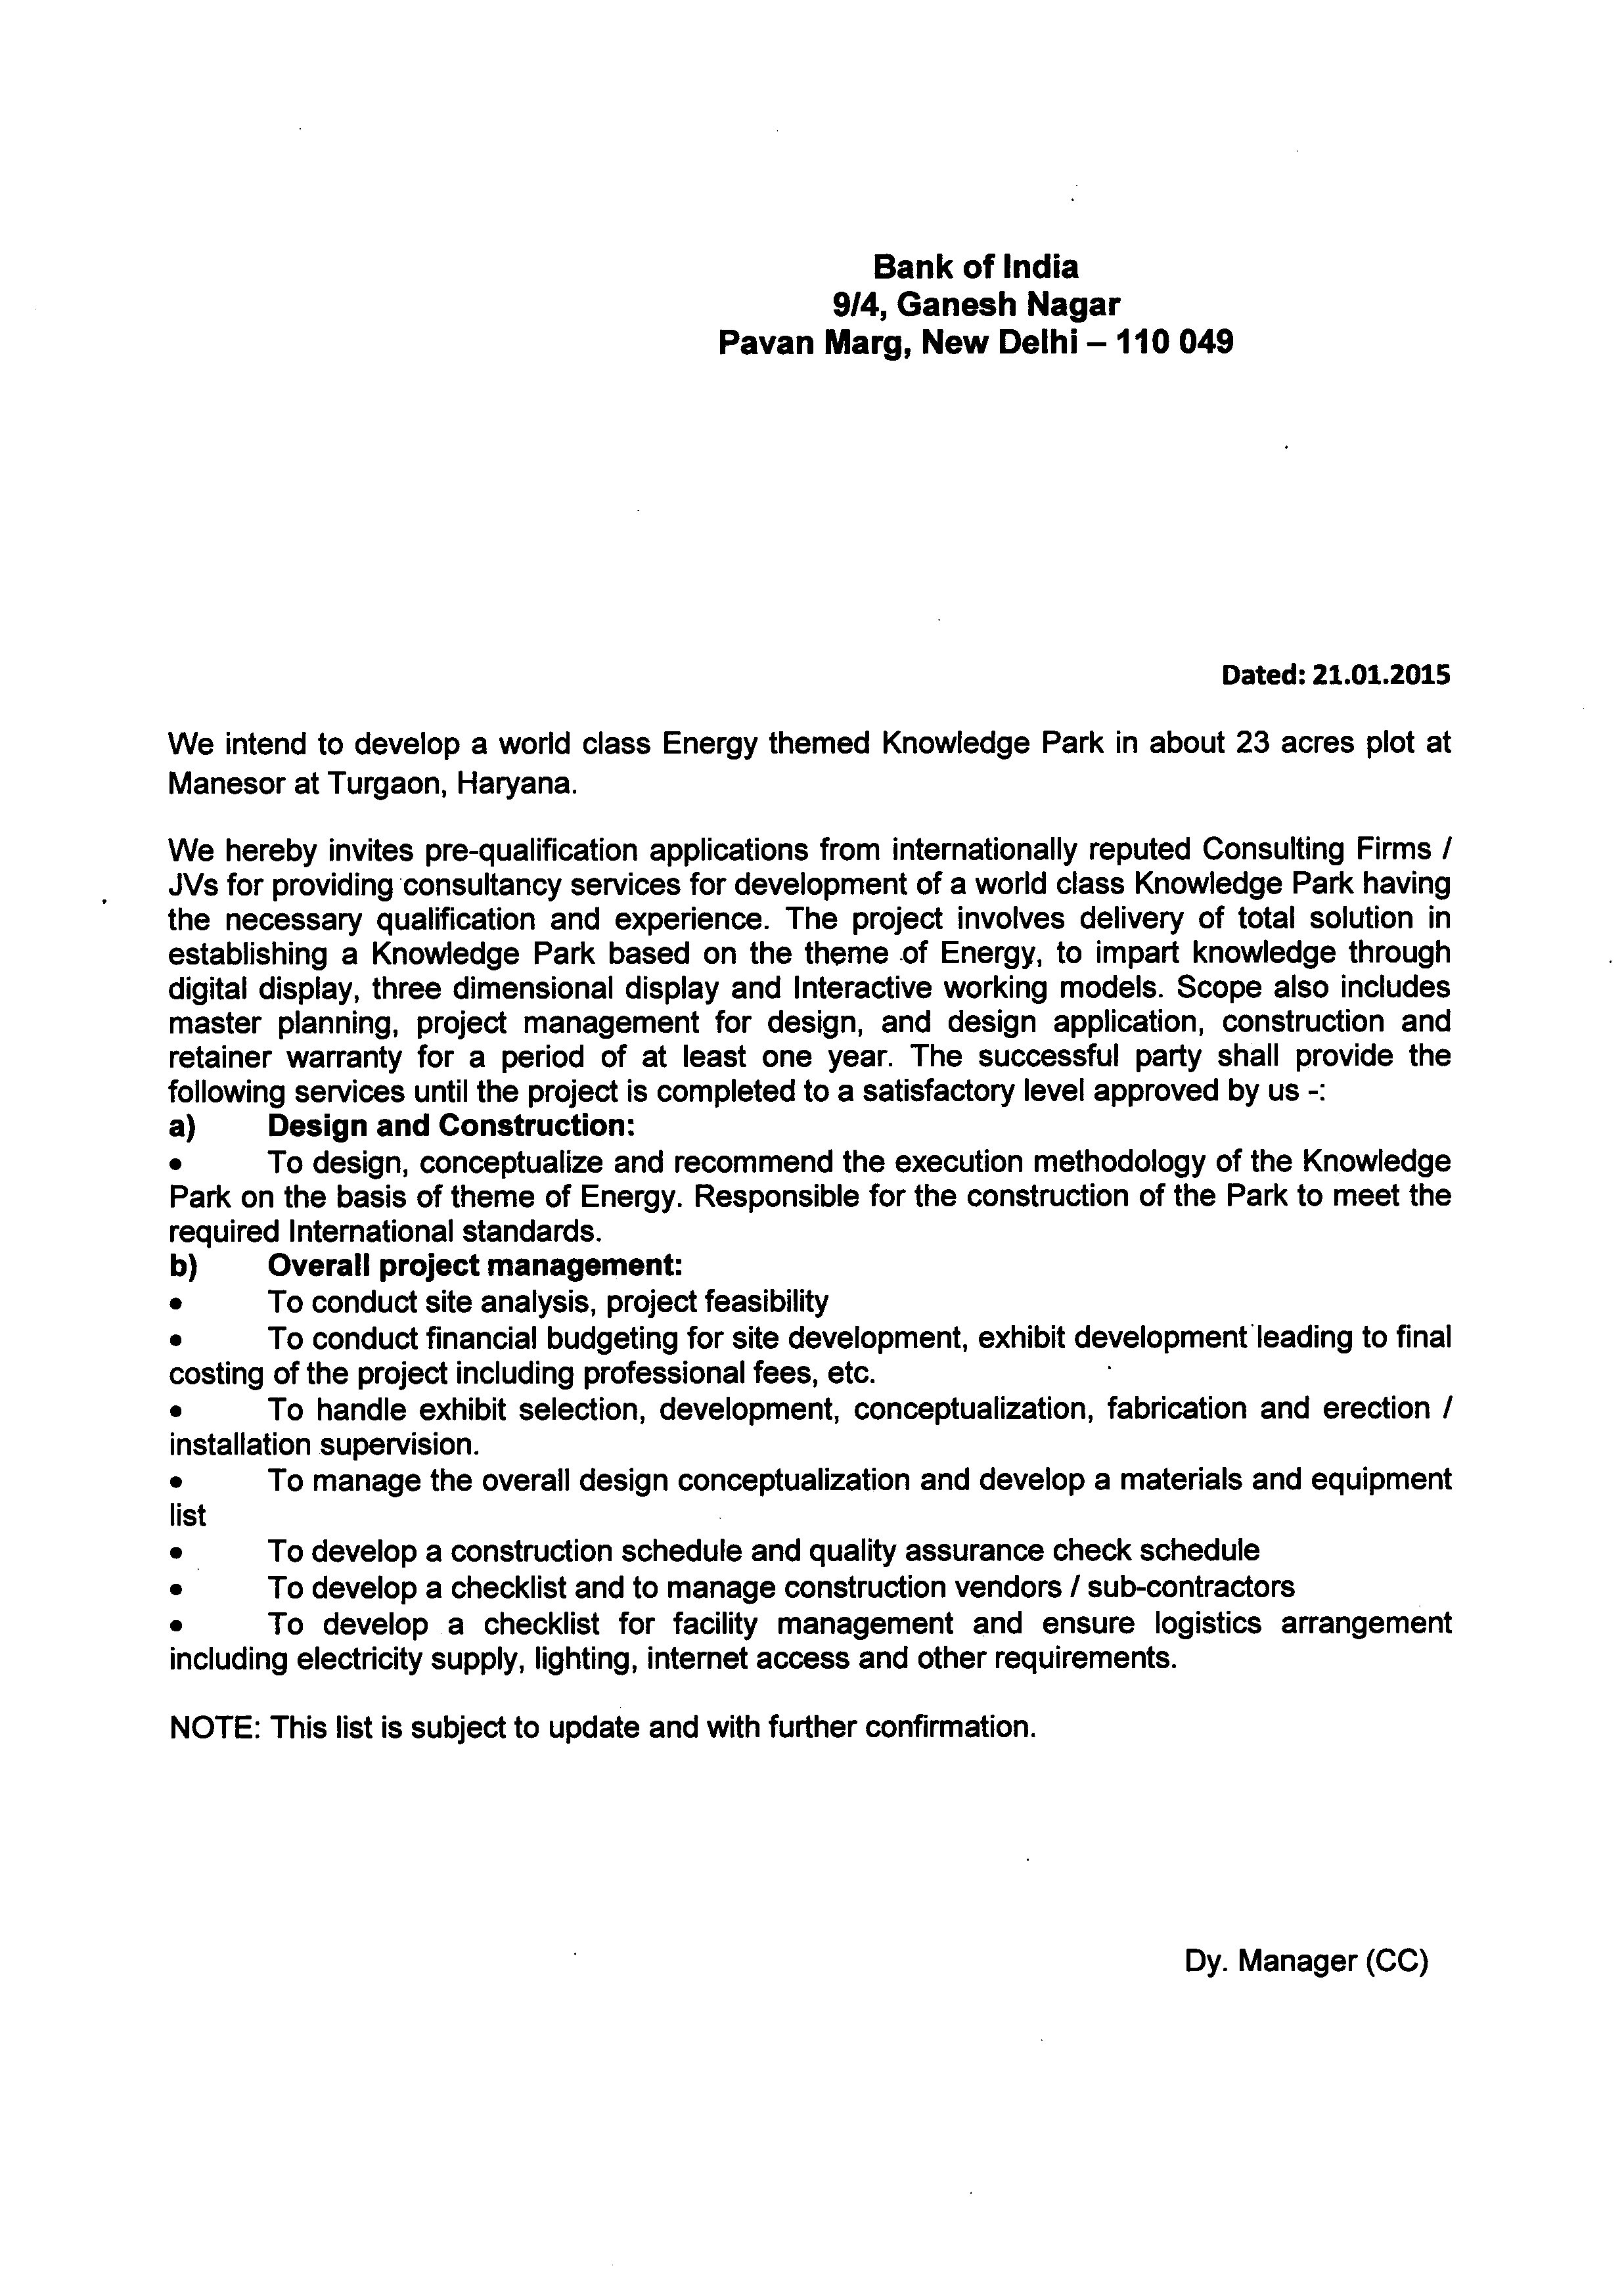 Bank of India
9/4, Ganesh Nagar
Pavan Marg, New Delhi – 110 049
Dated: 21.01.2015
We intend to develop a world class Energy themed Knowledge Park in about 23 acres plot at
Manesor at Turgaon, Haryana.
We hereby invites pre-qualification applications from internationally reputed Consulting Firms /
JVs for providing consultancy services for development of a world class Knowledge Park having
the necessary qualification and experience. The project involves delivery of total solution in
establishing a Knowledge Park based on the theme of Energy, to impart knowledge through
digital display, three dimensional display and Interactive working models. Scope also includes
master planning, project management for design, and design application, construction and
retainer warranty for a period of at least one year. The successful party shall provide the
following services until the project is completed to a satisfactory level approved by us -:
a) Design and Construction:
• To design, conceptualize and recommend the execution methodology of the Knowledge
Park on the basis of theme of Energy. Responsible for the construction of the Park to meet the
required International standards.
b) Overall project management:
• To conduct site analysis, project feasibility
• To conduct financial budgeting for site development, exhibit development leading to final
costing of the project including professional fees, etc.
• To handle exhibit selection, development, conceptualization, fabrication and erection /
installation supervision.
• To manage the overall design conceptualization and develop a materials and equipment
list
• To develop a construction schedule and quality assurance check schedule
• To develop a checklist and to manage construction vendors / sub-contractors
• To develop a checklist for facility management and ensure logistics arrangement
including electricity supply, lighting, internet access and other requirements.
NOTE: This list is subject to update and with further confirmation.
Dy. Manager (CC)